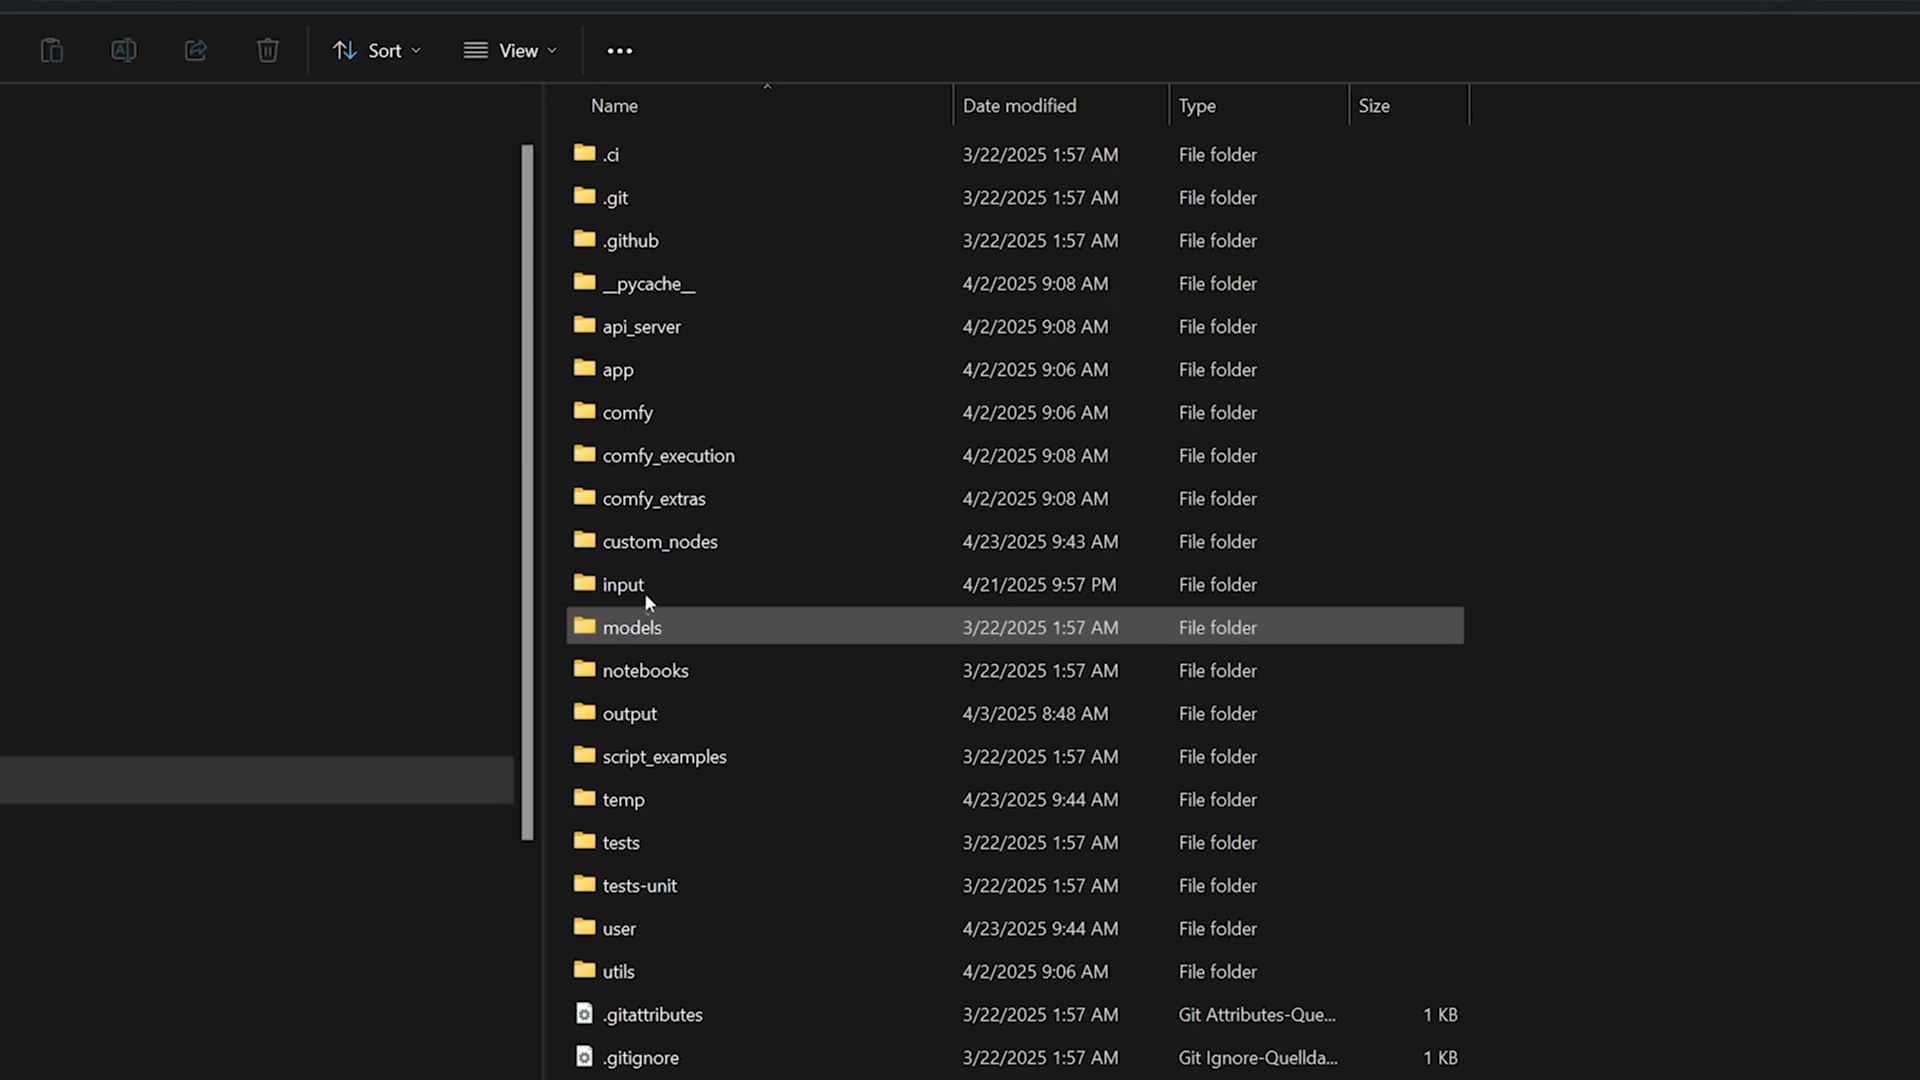 Sort View
Name Date modified Type Size
.ci 3/22/2025 1:57 AM File folder
.git 3/22/2025 1:57 AM File folder
.github 3/22/2025 1:57 AM File folder
__pycache__ 4/2/2025 9:08 AM File folder
api_server 4/2/2025 9:08 AM File folder
app 4/2/2025 9:06 AM File folder
comfy 4/2/2025 9:06 AM File folder
comfy_execution 4/2/2025 9:08 AM File folder
comfy_extras 4/2/2025 9:08 AM File folder
custom_nodes 4/23/2025 9:43 AM File folder
input 4/21/2025 9:57 PM File folder
models 3/22/2025 1:57 AM File folder
notebooks 3/22/2025 1:57 AM File folder
output 4/3/2025 8:48 AM File folder
script_examples 3/22/2025 1:57 AM File folder
temp 4/23/2025 9:44 AM File folder
tests 3/22/2025 1:57 AM File folder
tests-unit 3/22/2025 1:57 AM File folder
user 4/23/2025 9:44 AM File folder
utils 4/2/2025 9:06 AM File folder
.gitattributes 3/22/2025 1:57 AM Git Attributes-Que... 1 KB
.gitignore 3/22/2025 1:57 AM Git Ignore-Quellda... 1 KB